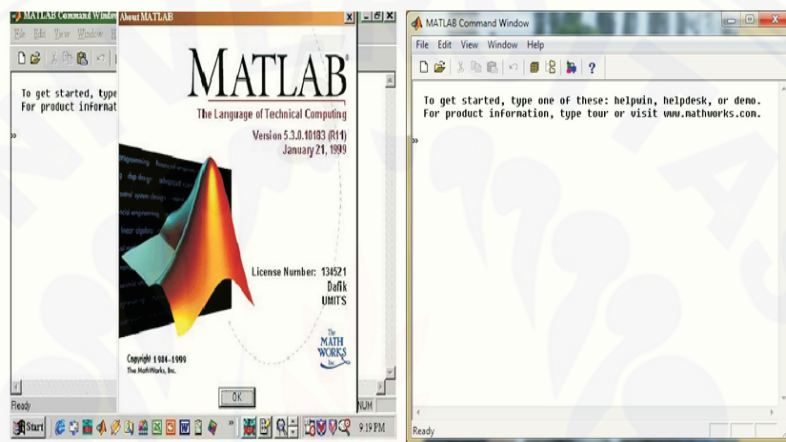 MATLAB Command Window
About MATLAB
File Edit View Window
To get started, type
For product informat
»
MATLAB
The Language of Technical Computing
Version 5.3.0.10183 (R11)
January 21, 1999
License Number: 134521
Dafik
UMITS
Copyright 1984-1999
The MathWorks, Inc.
The
MATH
WORKS
Inc.
OK
Ready
NUM
Start
9:19 PM
MATLAB Command Window
File Edit View Window Help
To get started, type one of these: helpwin, helpdesk, or demo.
For product information, type tour or visit www.mathworks.com.
»
Ready